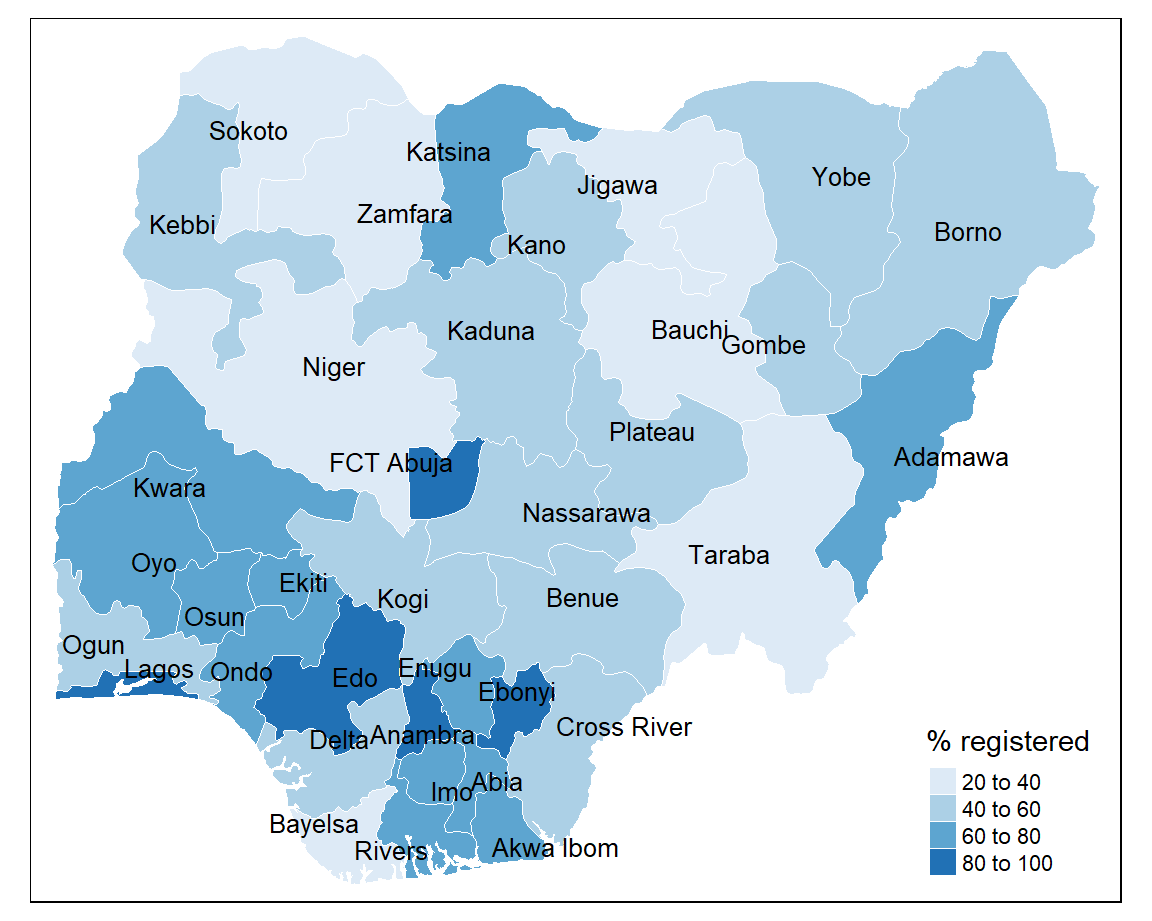 Sokoto
Katsina
Yobe
Jigawa
Zamfara
Kebbi
Borno
Kano
Kaduna
Bauchi
Gombe
Niger
Plateau
Adamawa
FCT Abuja
Kwara
Nassarawa
Taraba
Oyo
Ekiti
Kogi
Benue
Osun
Ogun
Lagos
Ondo
Edo
Enugu
Ebonyi
Cross River
Delta
Anambra
Imo
Abia
Bayelsa
Rivers
Akwa Ibom
% registered
20 to 40
40 to 60
60 to 80
80 to 100